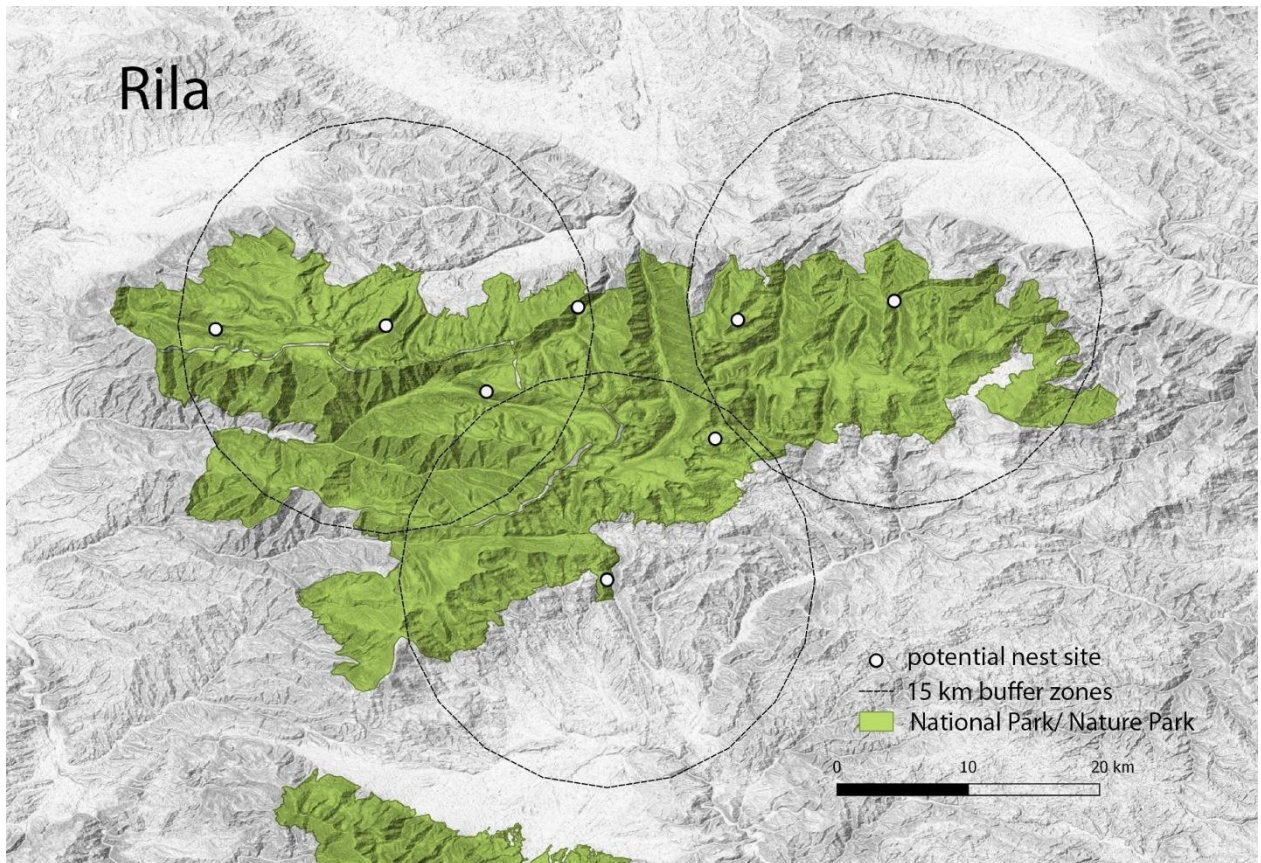 Rila
potential nest site
15 km buffer zones
National Park/ Nature Park
0 10 20 km